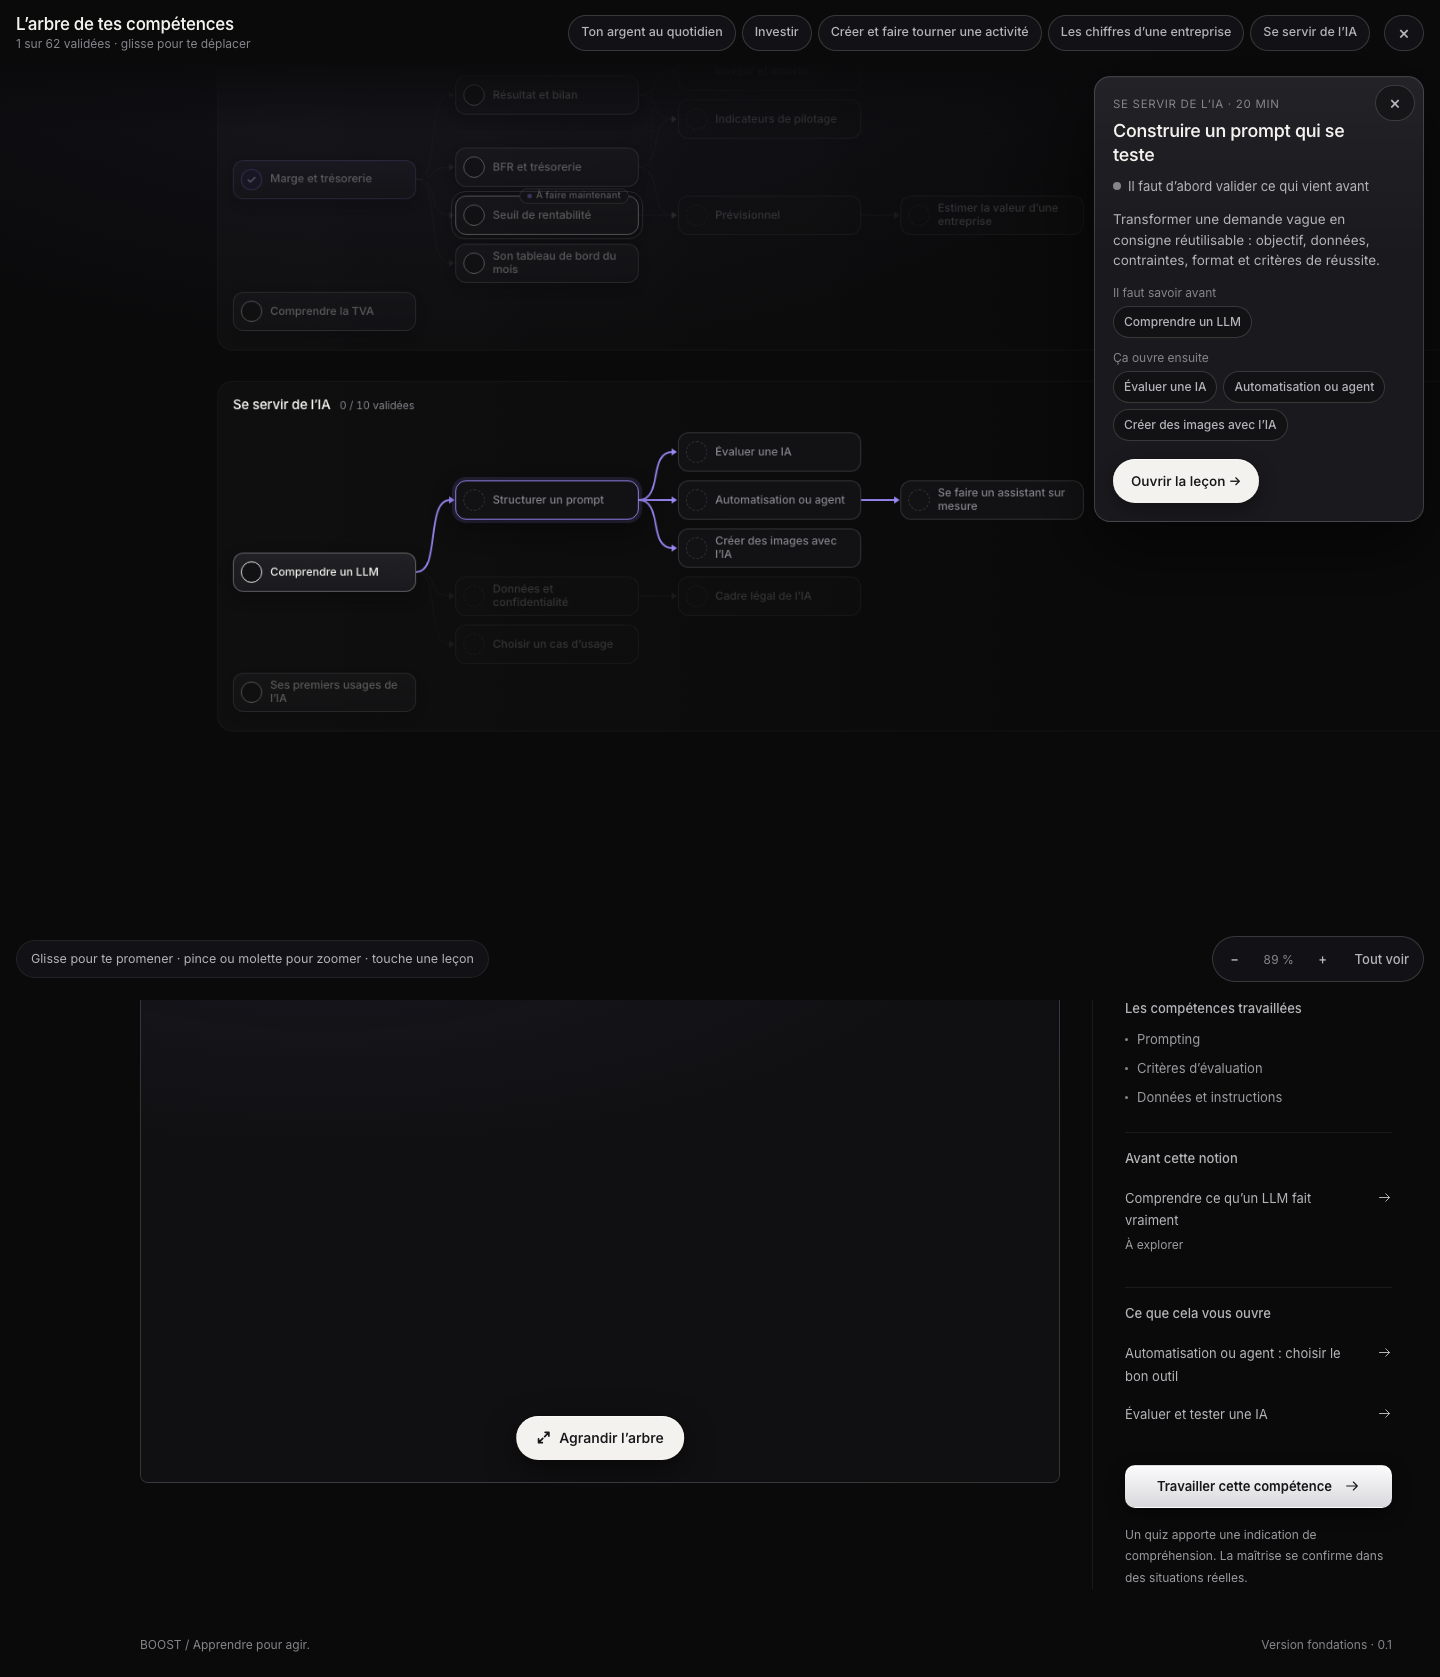 L'arbre de tes compétences
1 sur 62 validées · glisse pour te déplacer
Ton argent au quotidien
Investir
Créer et faire tourner une activité
Les chiffres d'une entreprise
Se servir de l'IA
×
Résultat et bilan
Indicateurs de pilotage
Marge et trésorerie
BFR et trésorerie
À faire maintenant
Seuil de rentabilité
Prévisionnel
Estimer la valeur d'une
entreprise
Son tableau de bord du
mois
Comprendre la TVA
×
SE SERVIR DE L'IA · 20 MIN
Construire un prompt qui se
teste
Il faut d'abord valider ce qui vient avant
Transformer une demande vague en
consigne réutilisable : objectif, données,
contraintes, format et critères de réussite.
Il faut savoir avant
Comprendre un LLM
Ça ouvre ensuite
Évaluer une IA
Automatisation ou agent
Créer des images avec l'IA
Ouvrir la leçon →
Se servir de l'IA 0 / 10 validées
Évaluer une IA
Structurer un prompt
Automatisation ou agent
Se faire un assistant sur
mesure
Créer des images avec
l'IA
Comprendre un LLM
Données et
confidentialité
Cadre légal de l'IA
Choisir un cas d'usage
Ses premiers usages de
l'IA
Glisse pour te promener · pince ou molette pour zoomer · touche une leçon
− 89 % + Tout voir
Agrandir l'arbre
Les compétences travaillées
• Prompting
• Critères d'évaluation
• Données et instructions
Avant cette notion
Comprendre ce qu'un LLM fait →
vraiment
À explorer
Ce que cela vous ouvre
Automatisation ou agent : choisir le →
bon outil
Évaluer et tester une IA →
Travailler cette compétence →
Un quiz apporte une indication de
compréhension. La maîtrise se confirme dans
des situations réelles.
BOOST / Apprendre pour agir.
Version fondations · 0.1